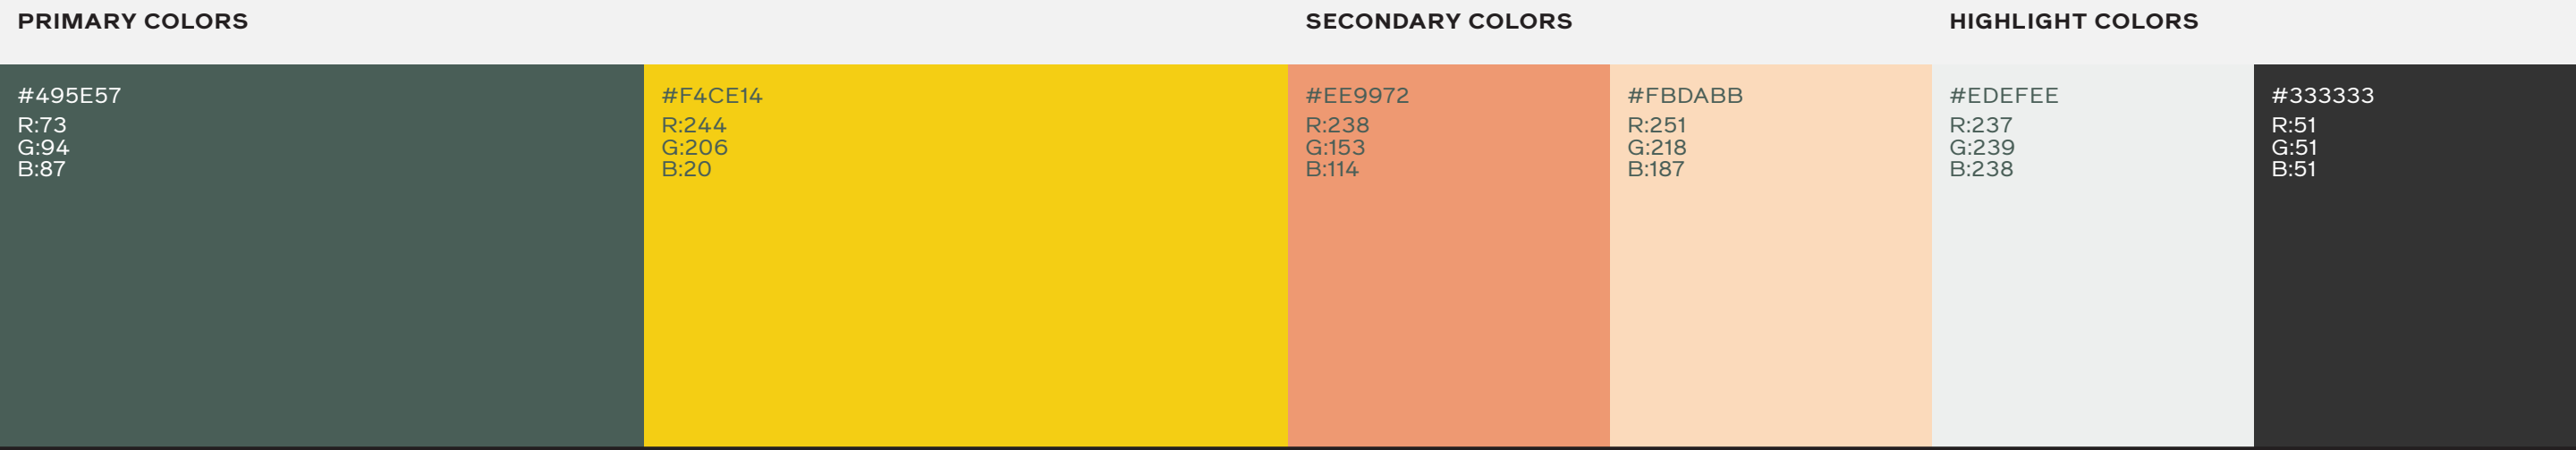 PRIMARY COLORS
#495E57
R:73
G:94
B:87
#F4CE14
R:244
G:206
B:20
SECONDARY COLORS
#EE9972
R:238
G:153
B:114
#FBDABB
R:251
G:218
B:187
HIGHLIGHT COLORS
#EDEFEE
R:237
G:239
B:238
#333333
R:51
G:51
B:51